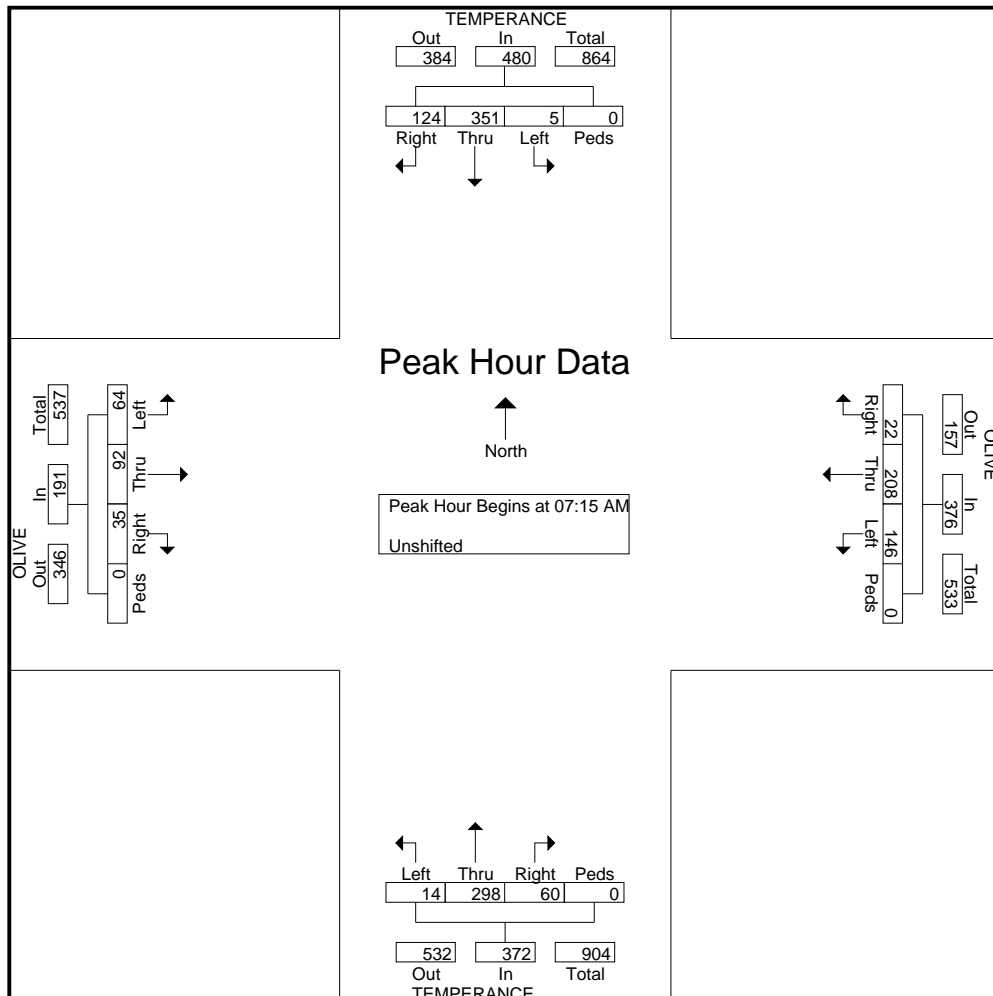 TEMPERANCE
Out In Total
384 480 864
124 351 5 0
Right Thru Left Peds
Peak Hour Data
North
Peak Hour Begins at 07:15 AM
Unshifted
OLIVE
Out In Total
346 191 537
Left Thru Right Peds
64 92 35 0
OLIVE
Out In Total
157 376 533
Right Thru Left Peds
22 208 146 0
Left Thru Right Peds
14 298 60 0
532 372 904
Out In Total
TEMPERANCE